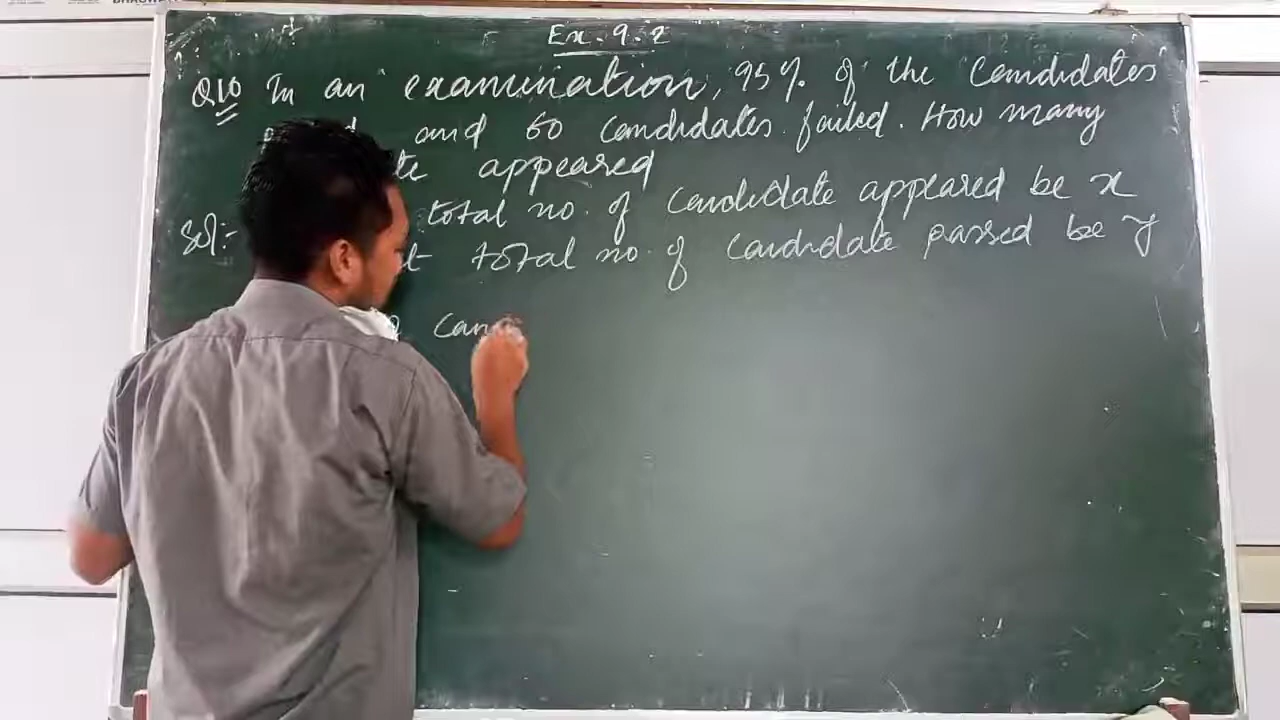 Ex. 9.2
Q10 In an examination, 95% of the Candidates
and 60 candidates failed. How many
appeared
Sol:- total no. of candidate appeared be x
total no. of candidate passed be y
Can